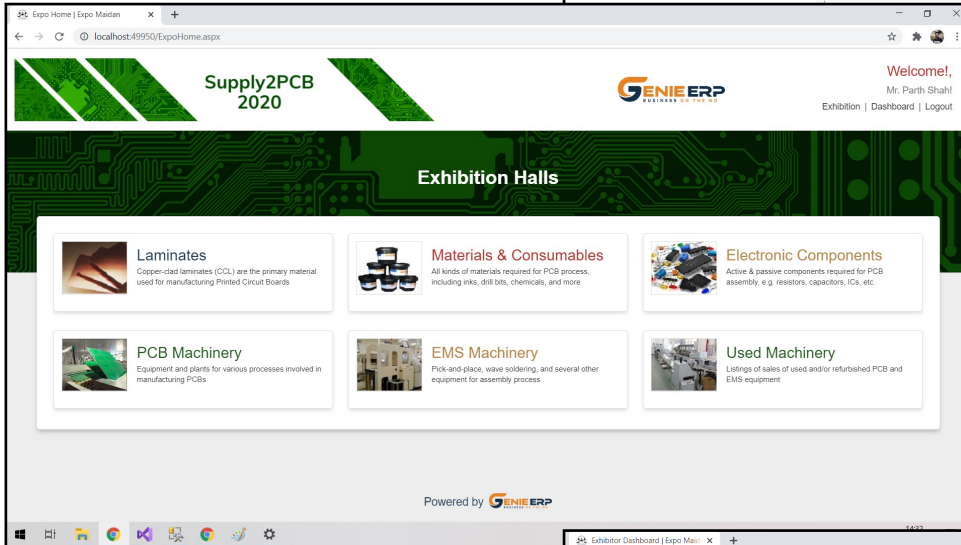 Expo Home | Expo Maidan
localhost:49950/ExpoHome.aspx
Supply2PCB
2020
GENIE ERP
BUSINESS ON THE GO
Welcome!,
Mr. Parth Shah!
Exhibition | Dashboard | Logout
Exhibition Halls
Laminates
Copper-clad laminates (CCL) are the primary material
used for manufacturing Printed Circuit Boards
Materials & Consumables
All kinds of materials required for PCB process,
including inks, drill bits, chemicals, and more
Electronic Components
Active & passive components required for PCB
assembly, e.g. resistors, capacitors, ICs, etc.
PCB Machinery
Equipment and plants for various processes involved in
manufacturing PCBs
EMS Machinery
Pick-and-place, wave soldering, and several other
equipment for assembly process
Used Machinery
Listings of sales of used and/or refurbished PCB and
EMS equipment
Powered by GENIE ERP
BUSINESS ON THE GO
14:32
Exhibitor Dashboard | Expo Maid